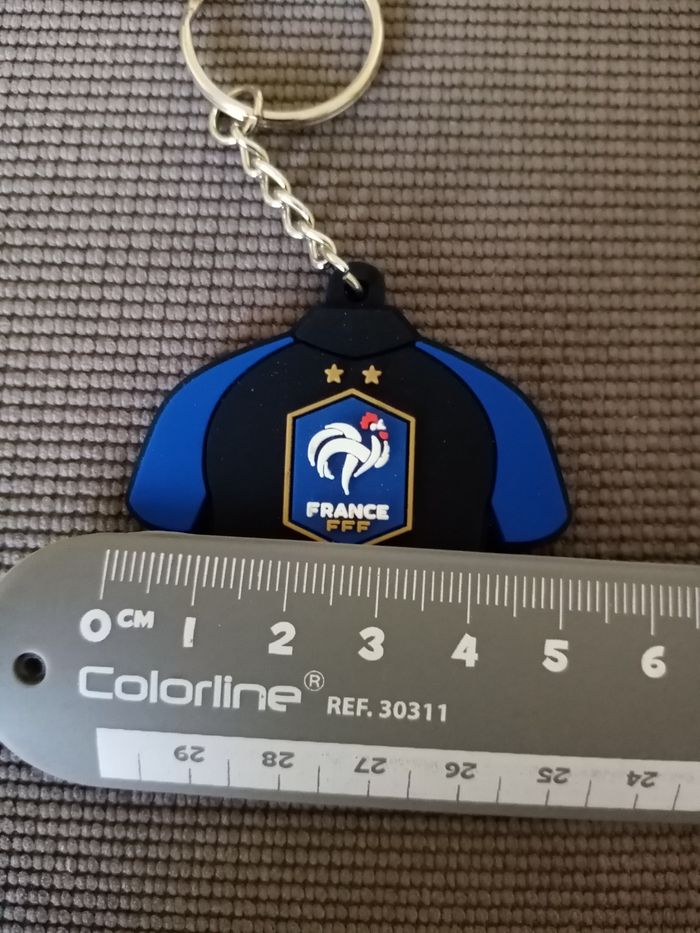 FRANCE
FFF
0 CM 1 2 3 4 5 6
Colorline® REF. 30311
29 28 27 26 25 24